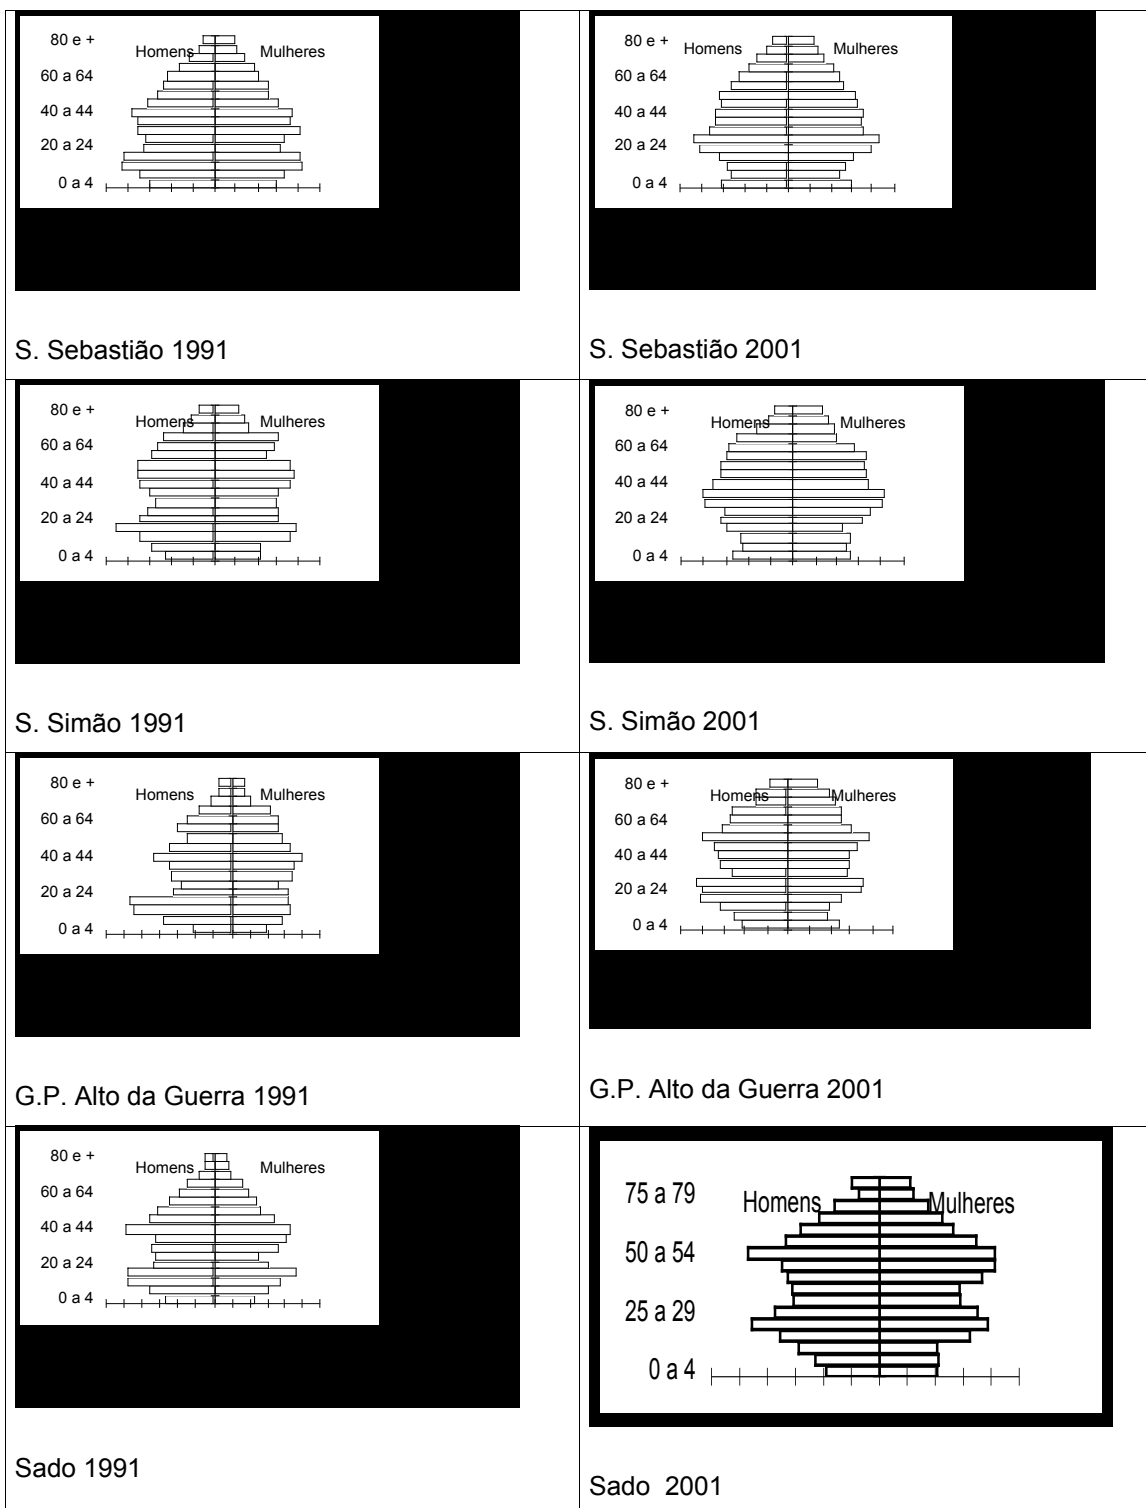 80 e +
Homens Mulheres
60 a 64
40 a 44
20 a 24
0 a 4
S. Sebastião 1991
80 e +
Homens Mulheres
60 a 64
40 a 44
20 a 24
0 a 4
S. Sebastião 2001
80 e +
Homens Mulheres
60 a 64
40 a 44
20 a 24
0 a 4
S. Simão 1991
80 e +
Homens Mulheres
60 a 64
40 a 44
20 a 24
0 a 4
S. Simão 2001
80 e +
Homens Mulheres
60 a 64
40 a 44
20 a 24
0 a 4
G.P. Alto da Guerra 1991
80 e +
Homens Mulheres
60 a 64
40 a 44
20 a 24
0 a 4
G.P. Alto da Guerra 2001
80 e +
Homens Mulheres
60 a 64
40 a 44
20 a 24
0 a 4
Sado 1991
75 a 79
Homens Mulheres
50 a 54
25 a 29
0 a 4
Sado 2001